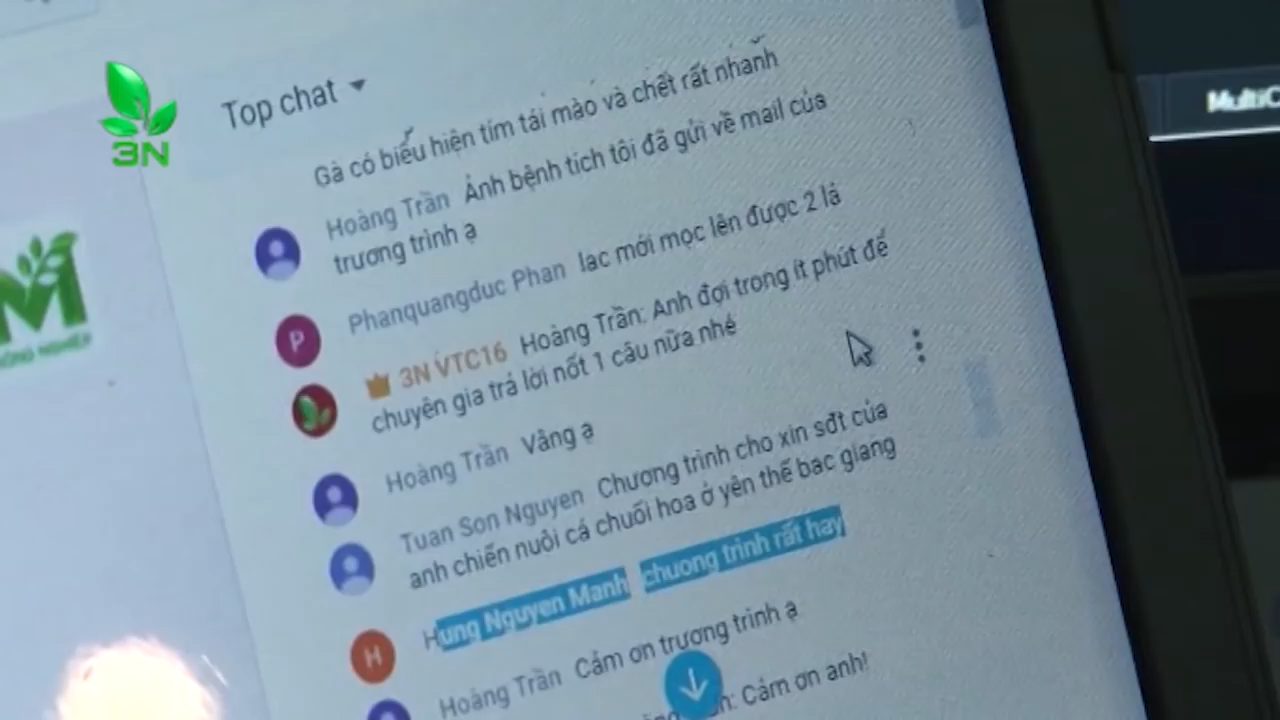 3N
Top chat
MultiC
Gà có biểu hiện tím tái mào và chết rất nhanh
Hoàng Trần Ảnh bệnh tích tôi đã gửi về mail của
trương trình ạ
P
Phanquangduc Phan lac mới mọc lên được 2 lá
3N VTC16 Hoàng Trần: Anh đợi trong ít phút để
chuyên gia trả lời nốt 1 câu nữa nhé
Hoàng Trần Vâng ạ
Tuan Son Nguyen Chương trình cho xin sđt của
anh chiến nuôi cá chuối hoa ở yên thế bac giang
H
Hung Nguyen Manh chuong trinh rất hay
Hoàng Trần Cảm ơn trương trình ạ
Cảm ơn anh!